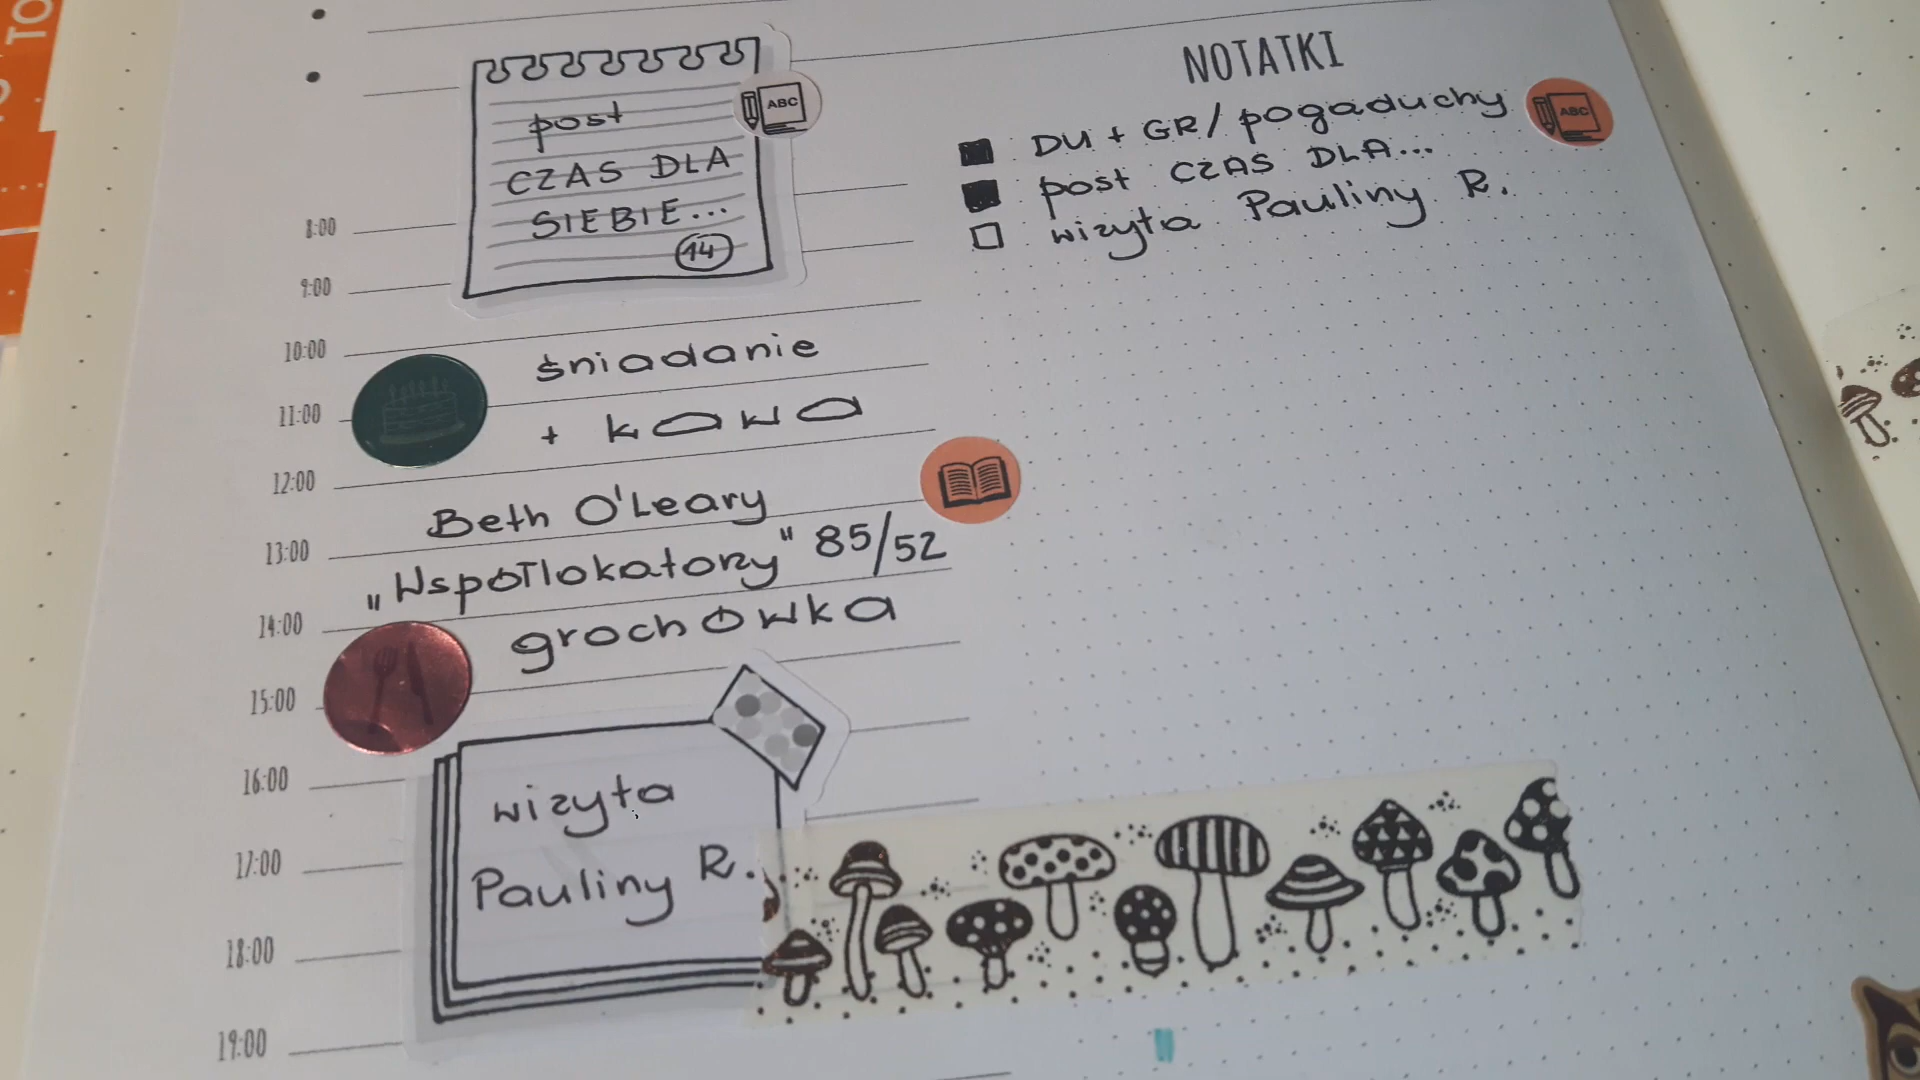 TO
post
CZAS DLA
SIEBIE...
14
ABC
8:00
9:00
10:00
śniadanie
11:00
+ kawa
12:00
Beth O'Leary
13:00
„Współlokatorzy" 85/52
14:00
grochówka
15:00
16:00
wizyta
17:00
Pauliny R.
18:00
19:00
NOTATKI
DU + GR/pogaduchy
ABC
post CZAS DLA...
wizyta Pauliny R.